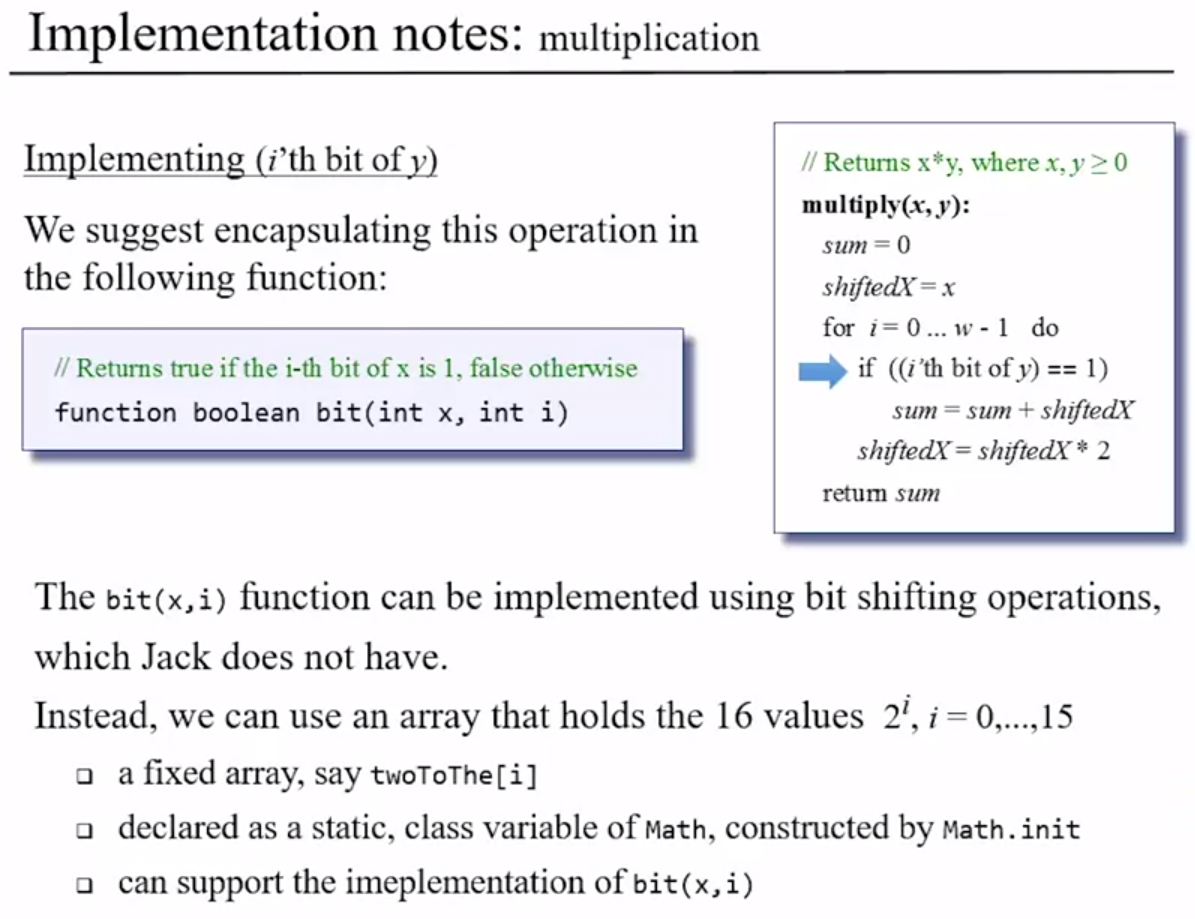 Implementation notes: multiplication
Implementing (i’th bit of y)
We suggest encapsulating this operation in
the following function:
// Returns true if the i-th bit of x is 1, false otherwise
function boolean bit(int x, int i)
// Returns x*y, where x, y ≥ 0
multiply(x, y):
sum = 0
shiftedX = x
for i = 0 ... w - 1 do
if ((i’th bit of y) == 1)
sum = sum + shiftedX
shiftedX = shiftedX * 2
return sum
The bit(x,i) function can be implemented using bit shifting operations,
which Jack does not have.
Instead, we can use an array that holds the 16 values 2ⁱ, i = 0,...,15
❑ a fixed array, say twoToThe[i]
❑ declared as a static, class variable of Math, constructed by Math.init
❑ can support the imeplementation of bit(x,i)